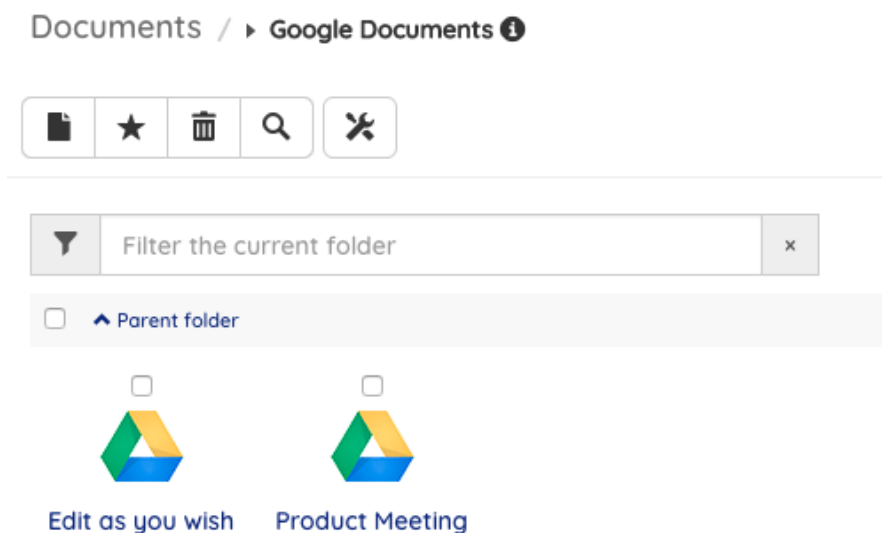 Documents / Google Documents
Filter the current folder ×
Parent folder
Edit as you wish Product Meeting